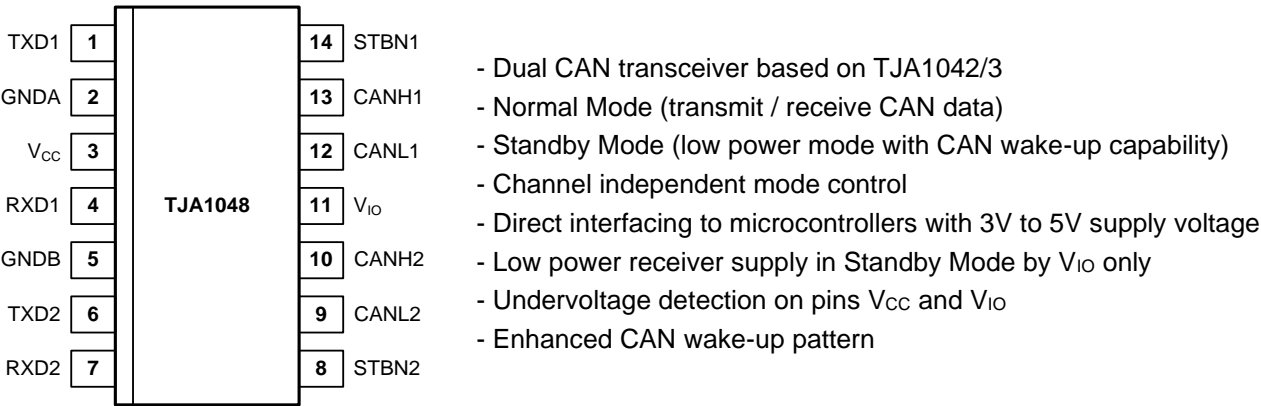 TXD1 1 14 STBN1
GNDA 2 13 CANH1
VCC 3 12 CANL1
RXD1 4 TJA1048 11 VIO
GNDB 5 10 CANH2
TXD2 6 9 CANL2
RXD2 7 8 STBN2
- Dual CAN transceiver based on TJA1042/3
- Normal Mode (transmit / receive CAN data)
- Standby Mode (low power mode with CAN wake-up capability)
- Channel independent mode control
- Direct interfacing to microcontrollers with 3V to 5V supply voltage
- Low power receiver supply in Standby Mode by VIO only
- Undervoltage detection on pins VCC and VIO
- Enhanced CAN wake-up pattern